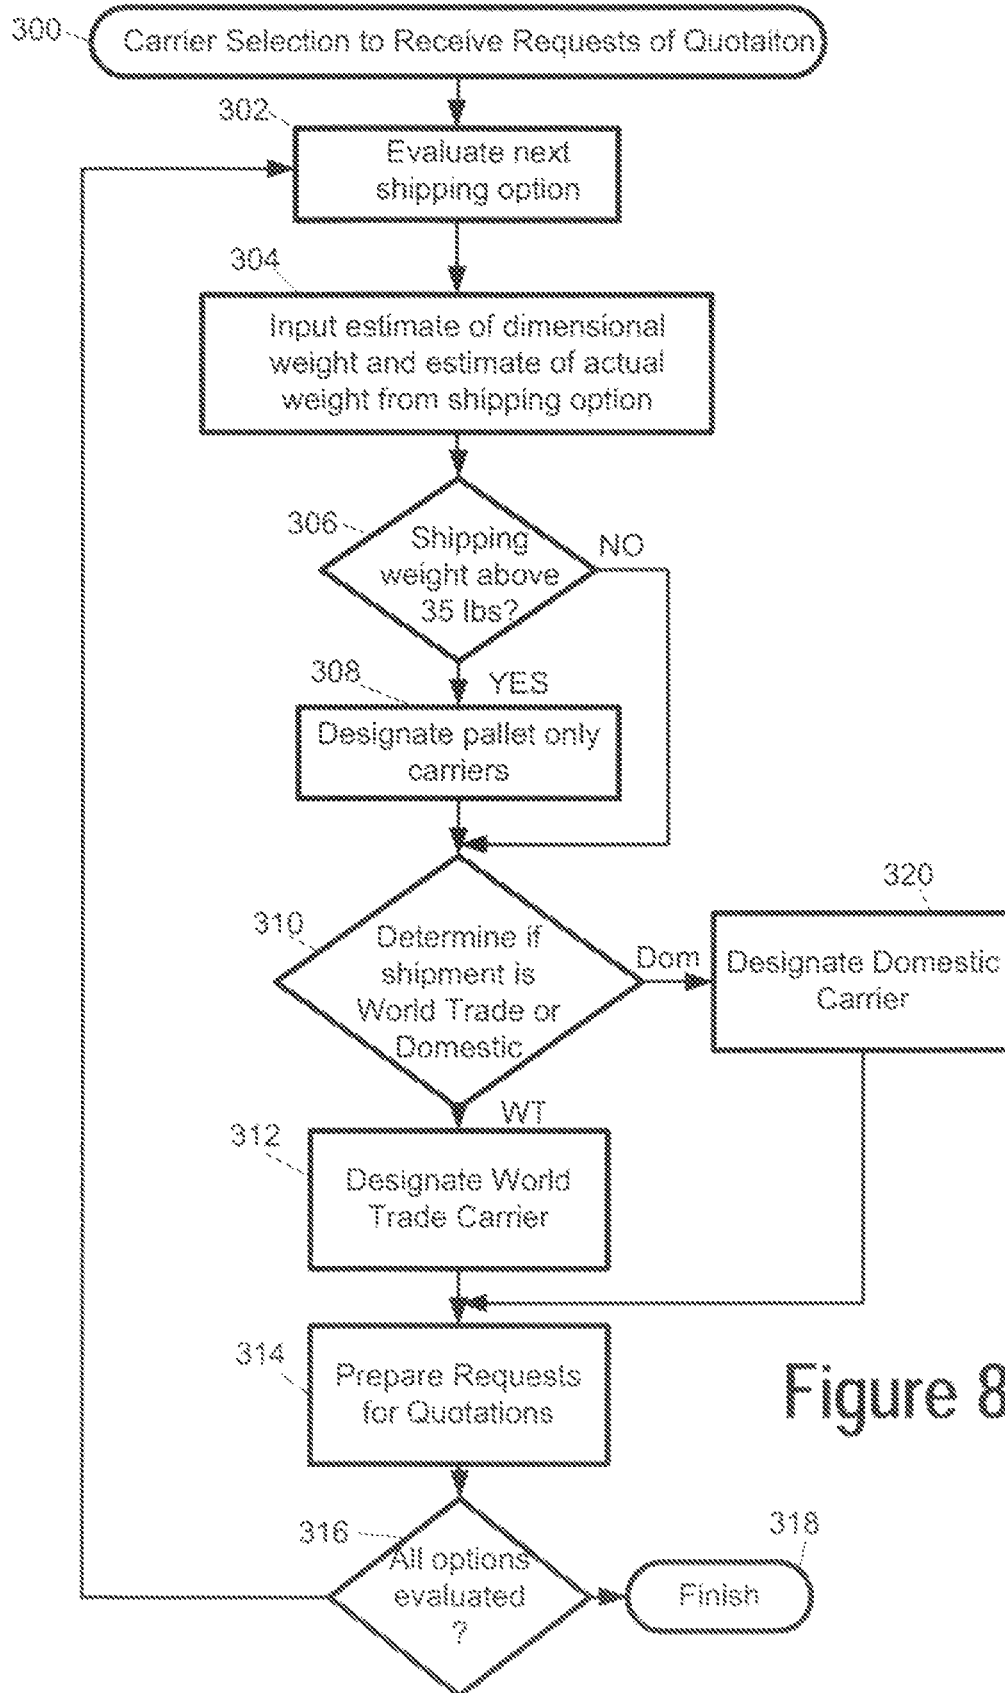 300
Carrier Selection to Receive Requests of Quotaiton
302
Evaluate next
shipping option
304
Input estimate of dimensional
weight and estimate of actual
weight from shipping option
306
Shipping
weight above
35 lbs?
NO
308
YES
Designate pallet only
carriers
310
Determine if
shipment is
World Trade or
Domestic
Dom
320
Designate Domestic
Carrier
WT
312
Designate World
Trade Carrier
314
Prepare Requests
for Quotations
Figure 8
316
All options
evaluated
?
318
Finish